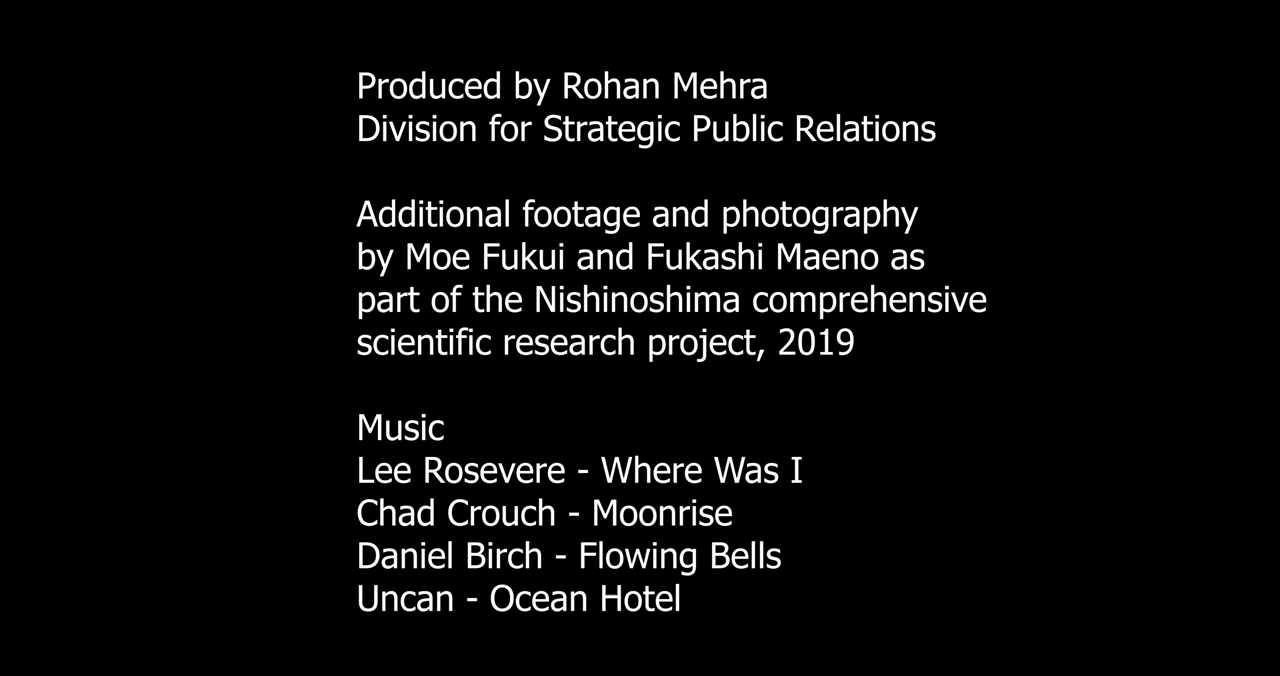 Produced by Rohan Mehra
Division for Strategic Public Relations
Additional footage and photography
by Moe Fukui and Fukashi Maeno as
part of the Nishinoshima comprehensive
scientific research project, 2019
Music
Lee Rosevere - Where Was I
Chad Crouch - Moonrise
Daniel Birch - Flowing Bells
Uncan - Ocean Hotel